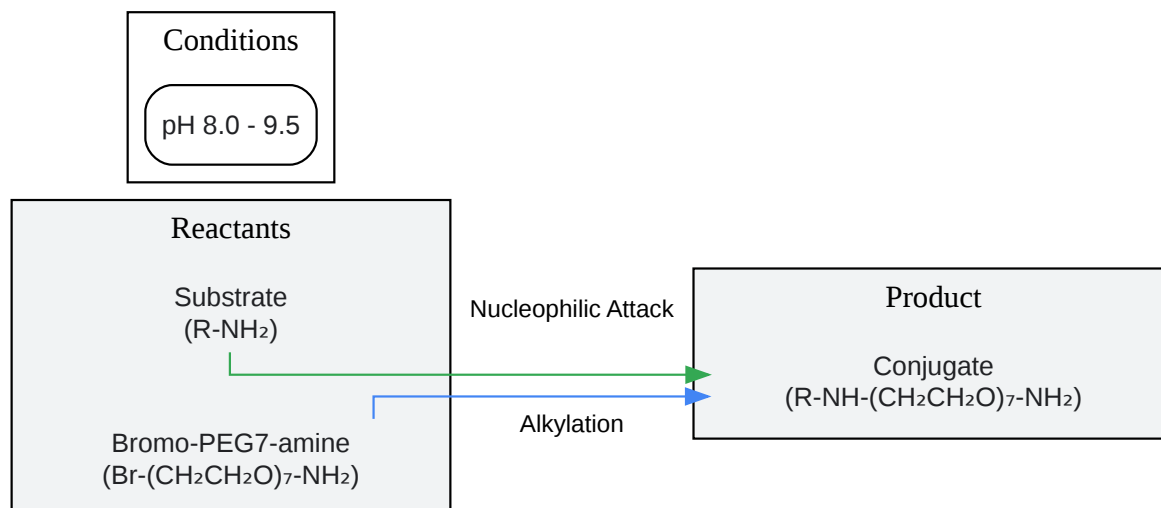 Conditions
pH 8.0 - 9.5
Reactants
Substrate
(R-NH₂)
Bromo-PEG7-amine
(Br-(CH₂CH₂O)₇-NH₂)
Nucleophilic Attack
Alkylation
Product
Conjugate
(R-NH-(CH₂CH₂O)₇-NH₂)